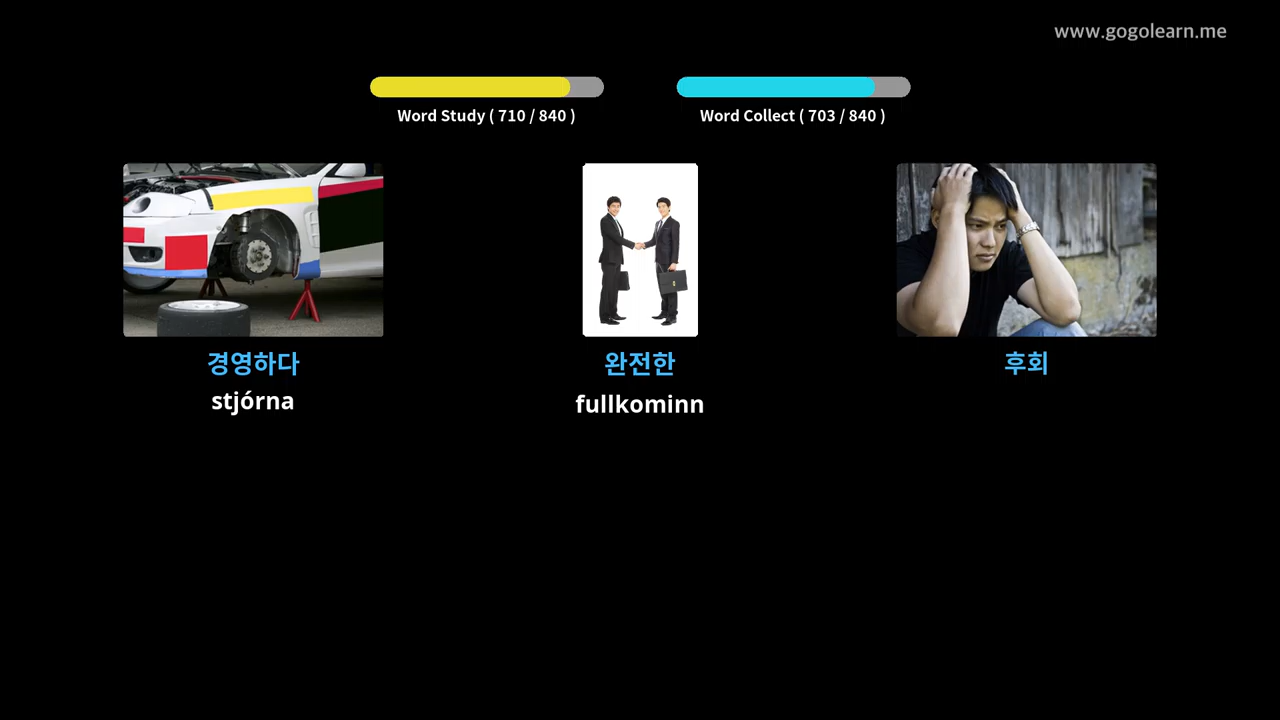 www.gogolearn.me
Word Study ( 710 / 840 )
Word Collect ( 703 / 840 )
경영하다
stjórna
완전한
fullkominn
후회